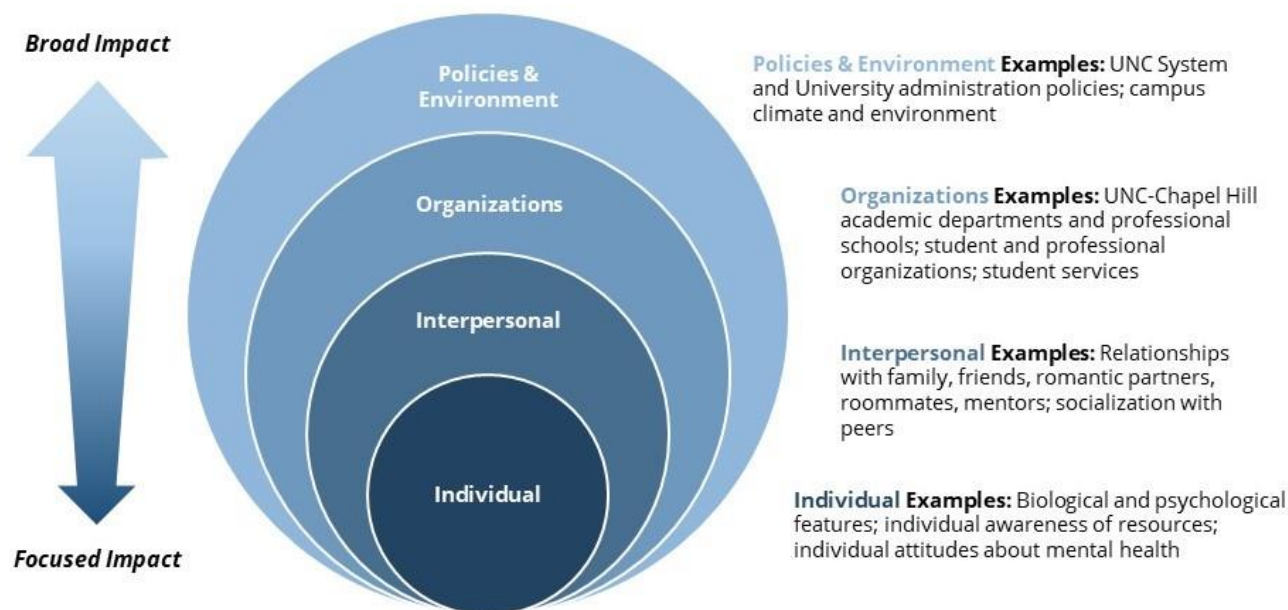 Broad Impact
Focused Impact
Policies &
Environment
Organizations
Interpersonal
Individual
Policies & Environment Examples: UNC System
and University administration policies; campus
climate and environment
Organizations Examples: UNC-Chapel Hill
academic departments and professional
schools; student and professional
organizations; student services
Interpersonal Examples: Relationships
with family, friends, romantic partners,
roommates, mentors; socialization with
peers
Individual Examples: Biological and psychological
features; individual awareness of resources;
individual attitudes about mental health